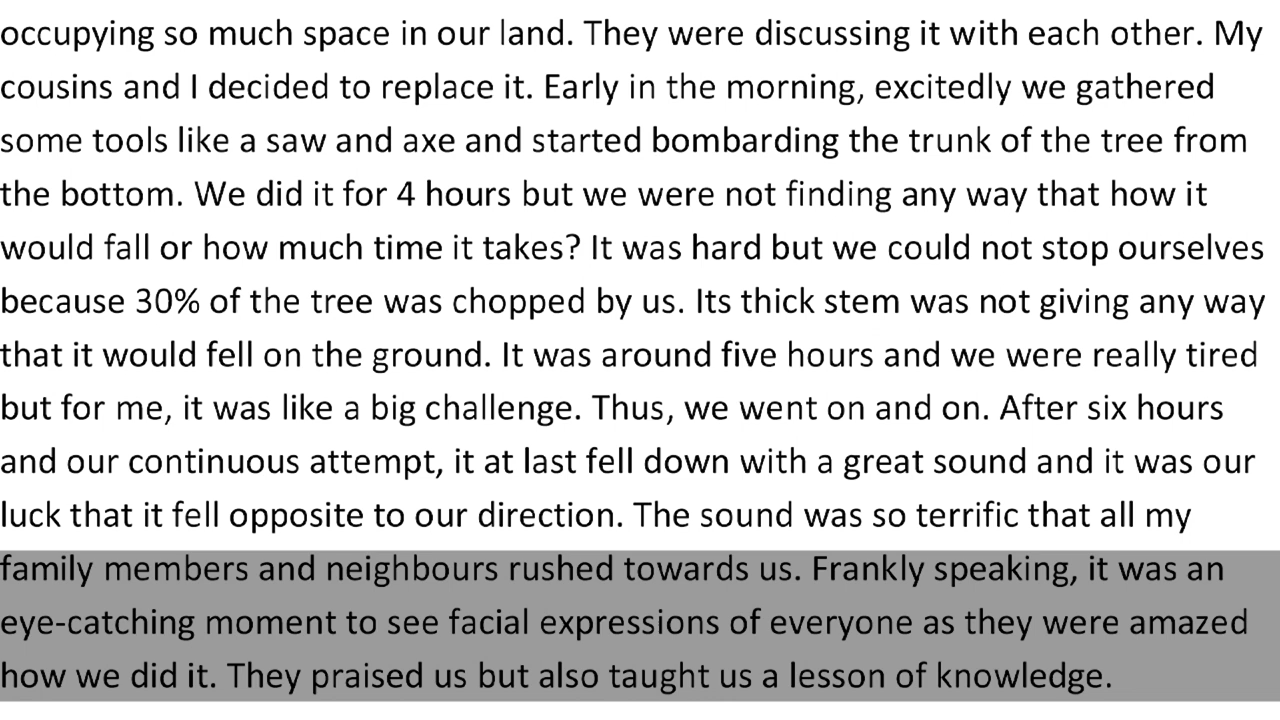 occupying so much space in our land. They were discussing it with each other. My
cousins and I decided to replace it. Early in the morning, excitedly we gathered
some tools like a saw and axe and started bombarding the trunk of the tree from
the bottom. We did it for 4 hours but we were not finding any way that how it
would fall or how much time it takes? It was hard but we could not stop ourselves
because 30% of the tree was chopped by us. Its thick stem was not giving any way
that it would fell on the ground. It was around five hours and we were really tired
but for me, it was like a big challenge. Thus, we went on and on. After six hours
and our continuous attempt, it at last fell down with a great sound and it was our
luck that it fell opposite to our direction. The sound was so terrific that all my
family members and neighbours rushed towards us. Frankly speaking, it was an
eye-catching moment to see facial expressions of everyone as they were amazed
how we did it. They praised us but also taught us a lesson of knowledge.